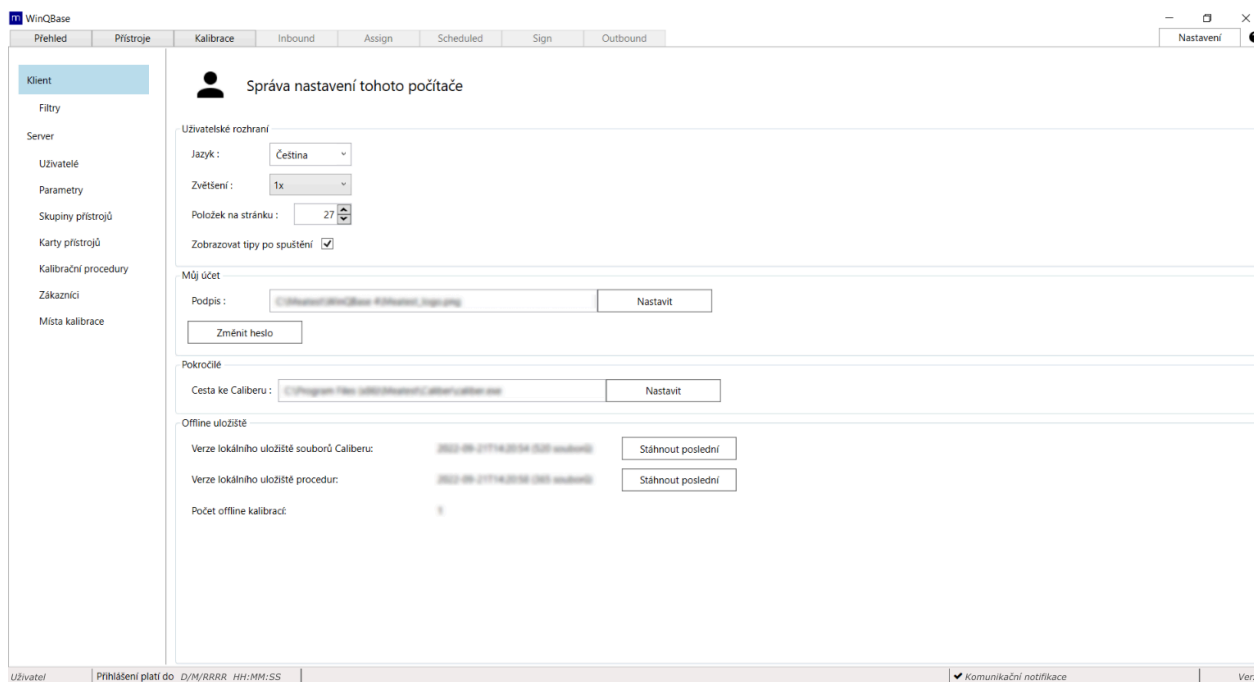 m WinQBase
Přehled Přístroje Kalibrace Inbound Assign Scheduled Sign Outbound Nastavení
Klient
Filtry
Server
Uživatelé
Parametry
Skupiny přístrojů
Karty přístrojů
Kalibrační procedury
Zákazníci
Místa kalibrace
Správa nastavení tohoto počítače
Uživatelské rozhraní
Jazyk : Čeština
Zvětšení : 1x
Položek na stránku : 27
Zobrazovat tipy po spuštění
Můj účet
Podpis : Nastavit
Změnit heslo
Pokročilé
Cesta ke Caliberu : Nastavit
Offline uložiště
Verze lokálního uložiště souborů Caliberu: Stáhnout poslední
Verze lokálního uložiště procedur: Stáhnout poslední
Počet offline kalibrací:
Uživatel Přihlášení platí do D/M/RRRR HH:MM:SS Komunikační notifikace Ver